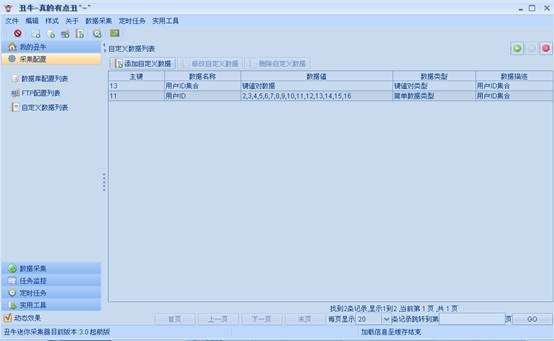 丑牛-真的有点丑"~"
文件 编辑 样式 关于 数据采集 定时任务 实用工具
我的丑牛
采集配置
数据库配置列表
FTP配置列表
自定义数据列表
自定义数据列表
添加自定义数据 修改自定义数据 删除自定义数据
主键 数据名称 数据值 数据类型 数据描述
13 用户ID集合 键值对数据 键值对类型 用户ID集合
11 用户ID 2,3,4,5,6,7,8,9,10,11,12,13,14,15,16 简单数据类型 用户ID集合
数据采集
任务监控
定时任务
实用工具
动态效果
找到2条记录,显示1到2 ,当前第 1 页 ,共 1 页
首页 上一页 下一页 末页 每页显示 20 条记录跳转到第 页 GO
丑牛迷你采集器目前版本:3.0 起航版 加载信息至缓存结束